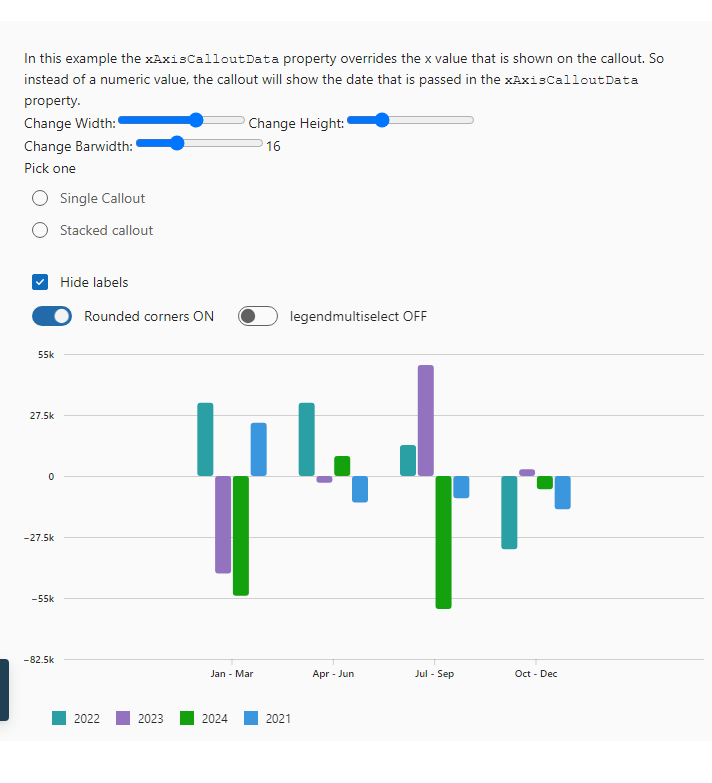 In this example the xAxisCalloutData property overrides the x value that is shown on the callout. So
instead of a numeric value, the callout will show the date that is passed in the xAxisCalloutData
property.
Change Width: Change Height:
Change Barwidth: 16
Pick one
Single Callout
Stacked callout
Hide labels
Rounded corners ON legendmultiselect OFF
55k
27.5k
0
−27.5k
−55k
−82.5k
Jan - Mar Apr - Jun Jul - Sep Oct - Dec
2022 2023 2024 2021